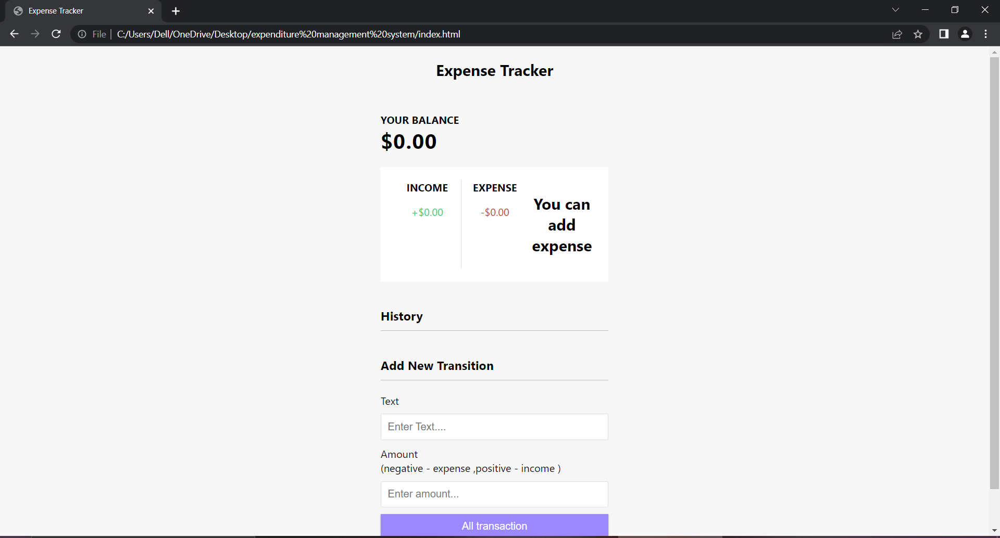 Expense Tracker
File
C:/Users/Dell/OneDrive/Desktop/expenditure%20management%20system/index.html
Expense Tracker
YOUR BALANCE
$0.00
INCOME
+$0.00
EXPENSE
-$0.00
You can
add
expense
History
Add New Transition
Text
Enter Text....
Amount
(negative - expense ,positive - income )
Enter amount...
All transaction